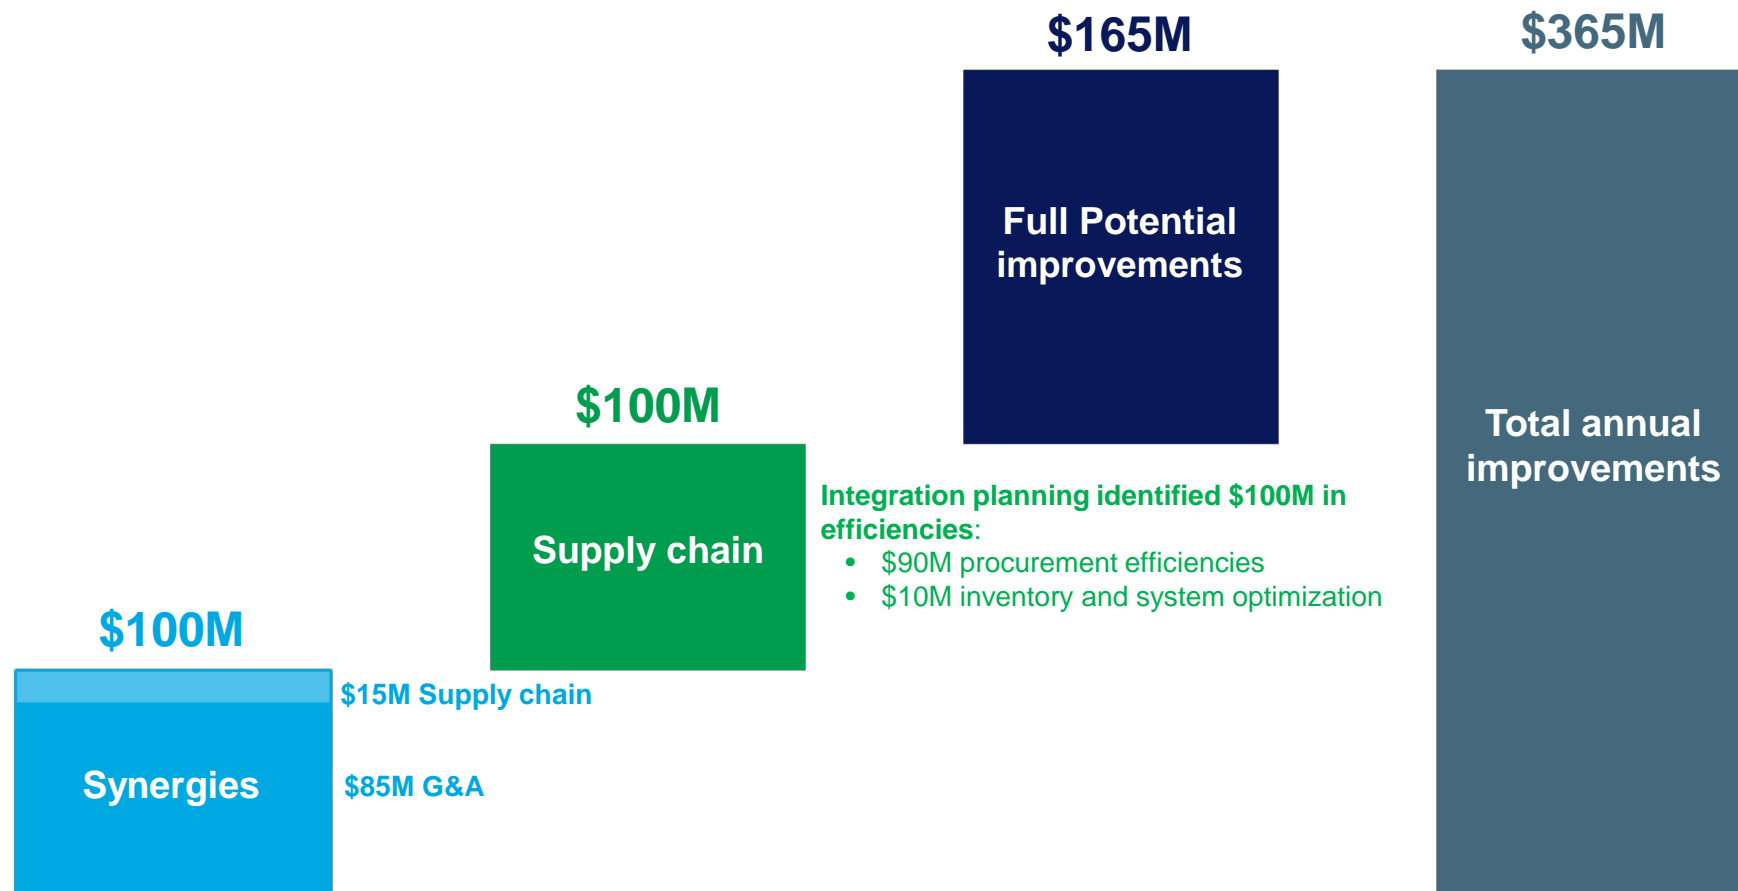 $100M
Synergies
$15M Supply chain
$85M G&A
$100M
Supply chain
Integration planning identified $100M in
efficiencies:
• $90M procurement efficiencies
• $10M inventory and system optimization
$165M
Full Potential
improvements
$365M
Total annual
improvements